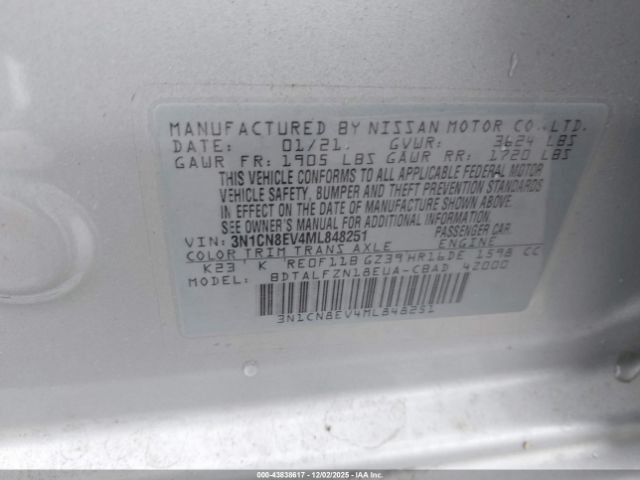 MANUFACTURED BY NISSAN MOTOR CO.,LTD.
DATE: 01/21. GVWR: 3624 LBS
GAWR FR: 1905 LBS GAWR RR: 1720 LBS
THIS VEHICLE CONFORMS TO ALL APPLICABLE FEDERAL MOTOR
VEHICLE SAFETY, BUMPER AND THEFT PREVENTION STANDARDS
IN EFFECT ON THE DATE OF MANUFACTURE SHOWN ABOVE.
SEE OWNER'S MANUAL FOR ADDITIONAL INFORMATION.
VIN: 3N1CN8EV4ML848251 PASSENGER CAR
COLOR TRIM TRANS AXLE ENGINE
K23 K RE0F11B GZ39 HR16DE 1598 CC
MODEL: BDTALFZN18EUA-CBAD 42000
3N1CN8EV4ML848251
000-43838617 - 12/02/2025 - IAAI.COM